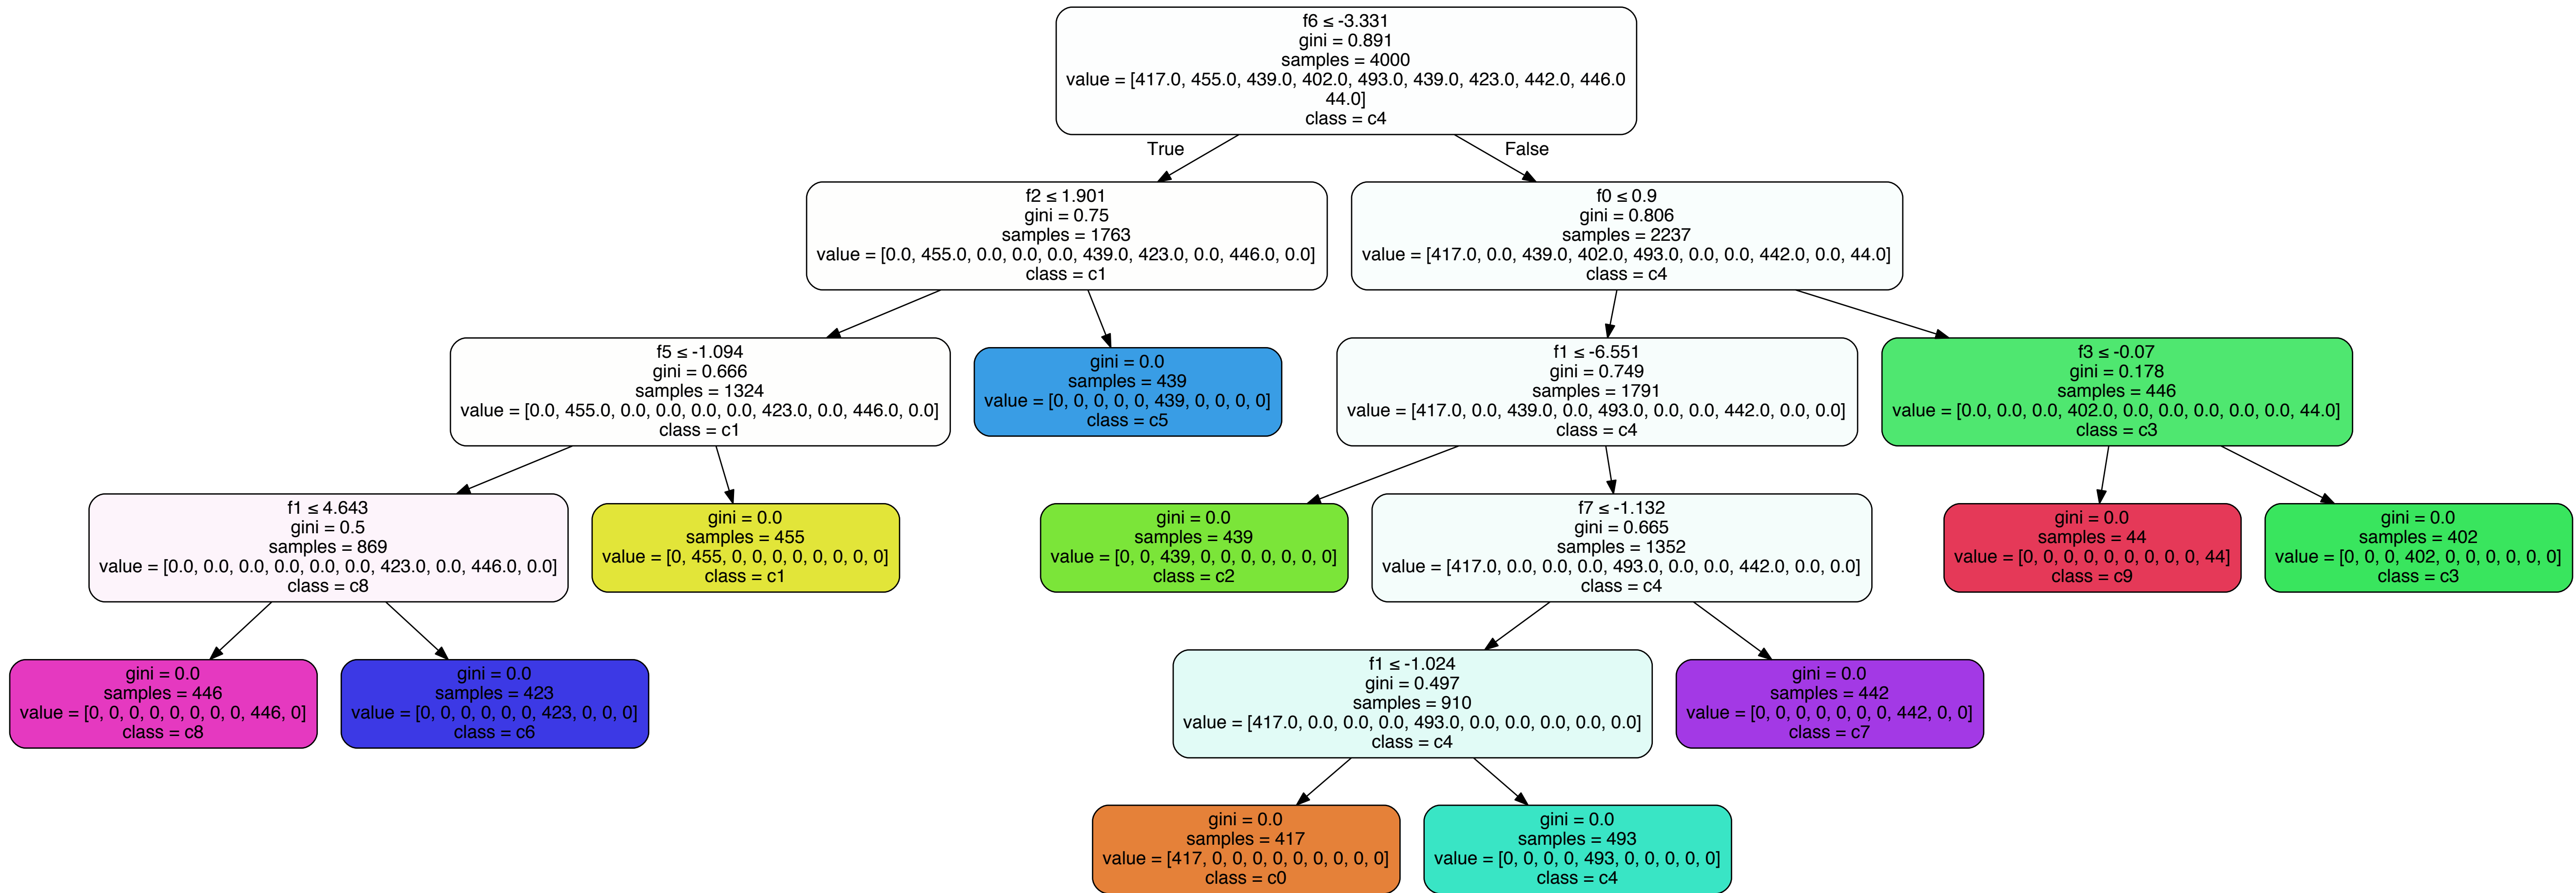 f6 ≤ -3.331
gini = 0.891
samples = 4000
value = [417.0, 455.0, 439.0, 402.0, 493.0, 439.0, 423.0, 442.0, 446.0
44.0]
class = c4
True
False
f2 ≤ 1.901
gini = 0.75
samples = 1763
value = [0.0, 455.0, 0.0, 0.0, 0.0, 439.0, 423.0, 0.0, 446.0, 0.0]
class = c1
f0 ≤ 0.9
gini = 0.806
samples = 2237
value = [417.0, 0.0, 439.0, 402.0, 493.0, 0.0, 0.0, 442.0, 0.0, 44.0]
class = c4
f5 ≤ -1.094
gini = 0.666
samples = 1324
value = [0.0, 455.0, 0.0, 0.0, 0.0, 0.0, 423.0, 0.0, 446.0, 0.0]
class = c1
gini = 0.0
samples = 439
value = [0, 0, 0, 0, 0, 439, 0, 0, 0, 0]
class = c5
f1 ≤ -6.551
gini = 0.749
samples = 1791
value = [417.0, 0.0, 439.0, 0.0, 493.0, 0.0, 0.0, 442.0, 0.0, 0.0]
class = c4
f3 ≤ -0.07
gini = 0.178
samples = 446
value = [0.0, 0.0, 0.0, 402.0, 0.0, 0.0, 0.0, 0.0, 0.0, 44.0]
class = c3
f1 ≤ 4.643
gini = 0.5
samples = 869
value = [0.0, 0.0, 0.0, 0.0, 0.0, 0.0, 423.0, 0.0, 446.0, 0.0]
class = c8
gini = 0.0
samples = 455
value = [0, 455, 0, 0, 0, 0, 0, 0, 0, 0]
class = c1
gini = 0.0
samples = 439
value = [0, 0, 439, 0, 0, 0, 0, 0, 0, 0]
class = c2
f7 ≤ -1.132
gini = 0.665
samples = 1352
value = [417.0, 0.0, 0.0, 0.0, 493.0, 0.0, 0.0, 442.0, 0.0, 0.0]
class = c4
gini = 0.0
samples = 44
value = [0, 0, 0, 0, 0, 0, 0, 0, 0, 44]
class = c9
gini = 0.0
samples = 402
value = [0, 0, 0, 402, 0, 0, 0, 0, 0, 0]
class = c3
gini = 0.0
samples = 446
value = [0, 0, 0, 0, 0, 0, 0, 0, 446, 0]
class = c8
gini = 0.0
samples = 423
value = [0, 0, 0, 0, 0, 0, 423, 0, 0, 0]
class = c6
f1 ≤ -1.024
gini = 0.497
samples = 910
value = [417.0, 0.0, 0.0, 0.0, 493.0, 0.0, 0.0, 0.0, 0.0, 0.0]
class = c4
gini = 0.0
samples = 442
value = [0, 0, 0, 0, 0, 0, 0, 442, 0, 0]
class = c7
gini = 0.0
samples = 417
value = [417, 0, 0, 0, 0, 0, 0, 0, 0, 0]
class = c0
gini = 0.0
samples = 493
value = [0, 0, 0, 0, 493, 0, 0, 0, 0, 0]
class = c4